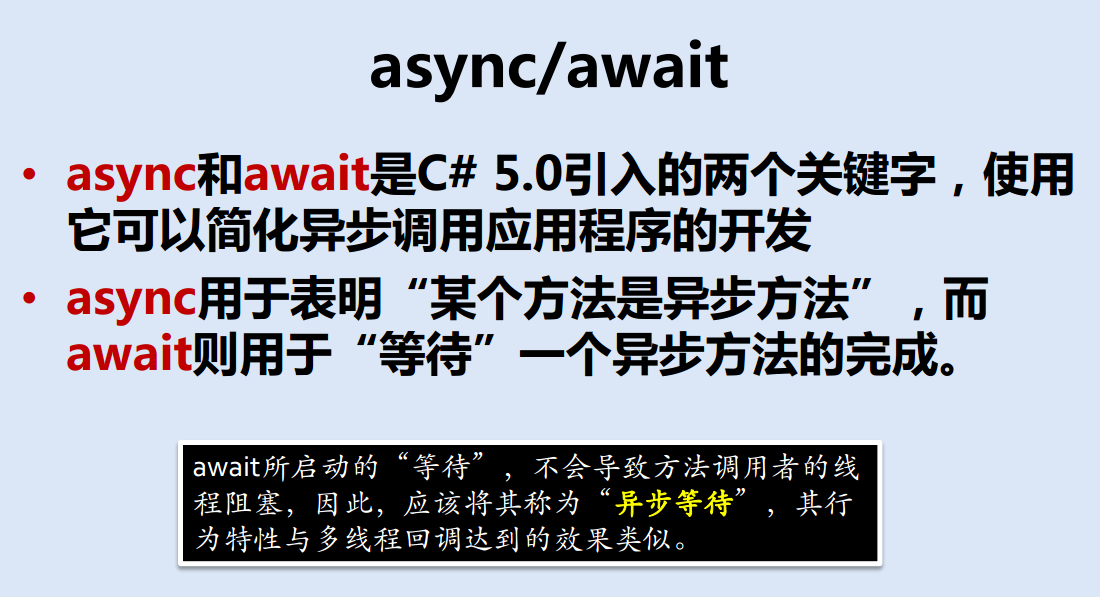 async/await
• async和await是C# 5.0引入的两个关键字，使用
它可以简化异步调用应用程序的开发
• async用于表明“某个方法是异步方法”，而
await则用于“等待”一个异步方法的完成。
await所启动的“等待”，不会导致方法调用者的线
程阻塞，因此，应该将其称为“异步等待”，其行
为特性与多线程回调达到的效果类似。